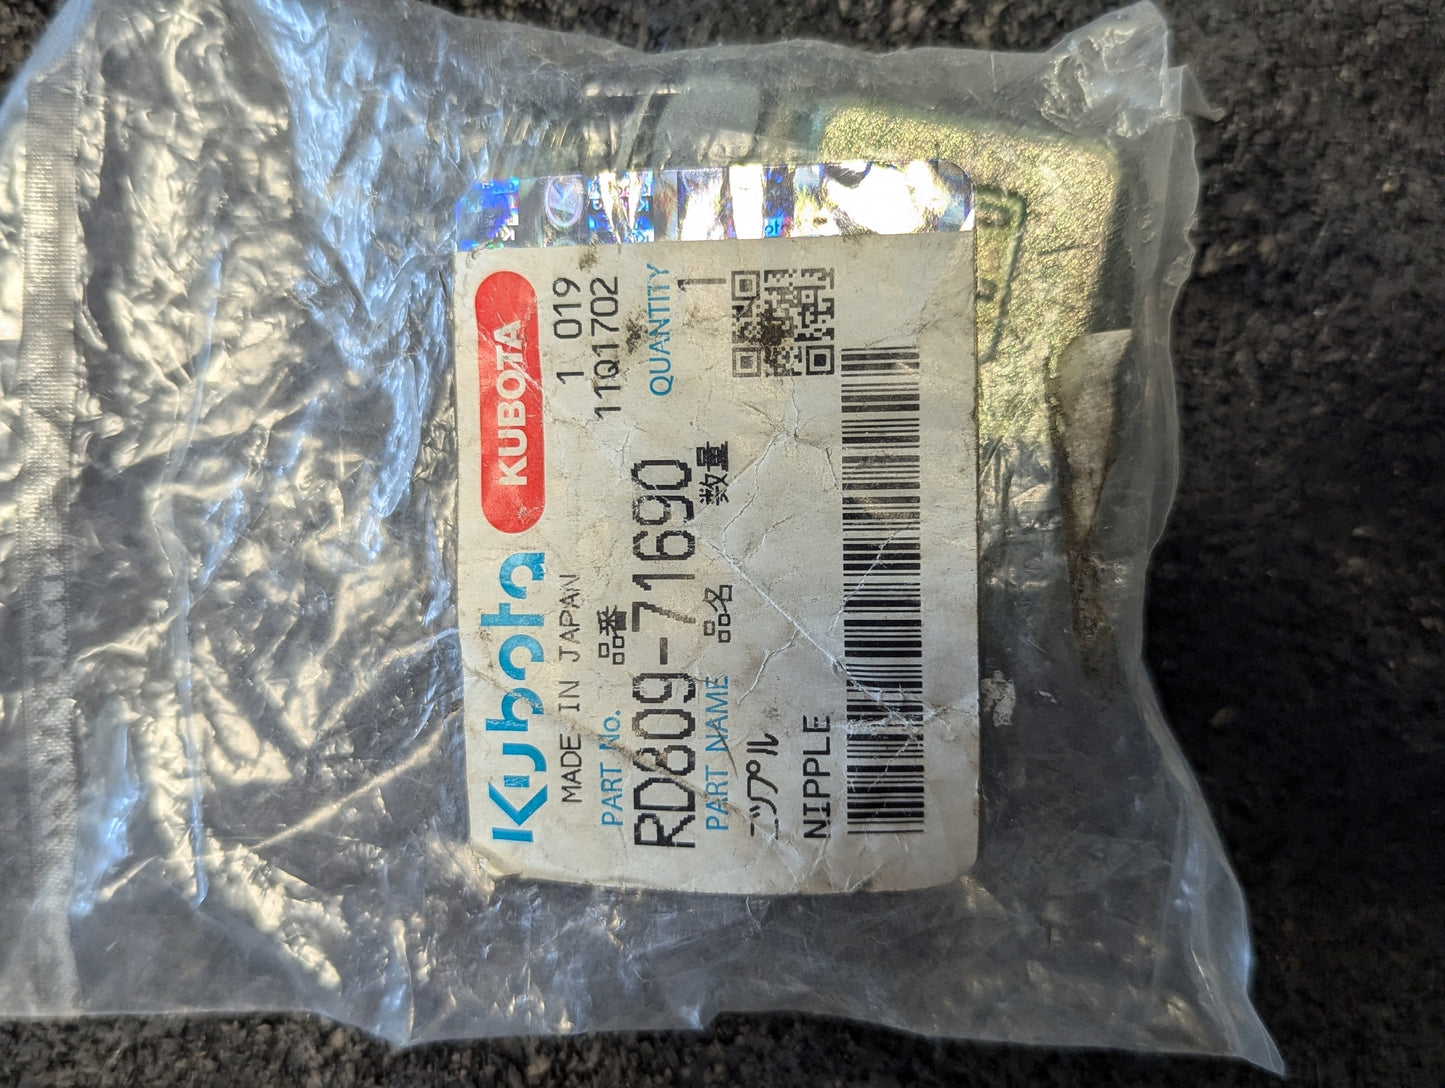 Kubota KUBOTA
MADE IN JAPAN 1 019
PART No. 品番 11Q1702
RD809-71690 QUANTITY
PART NAME 品名 数量 1
ニップル
NIPPLE